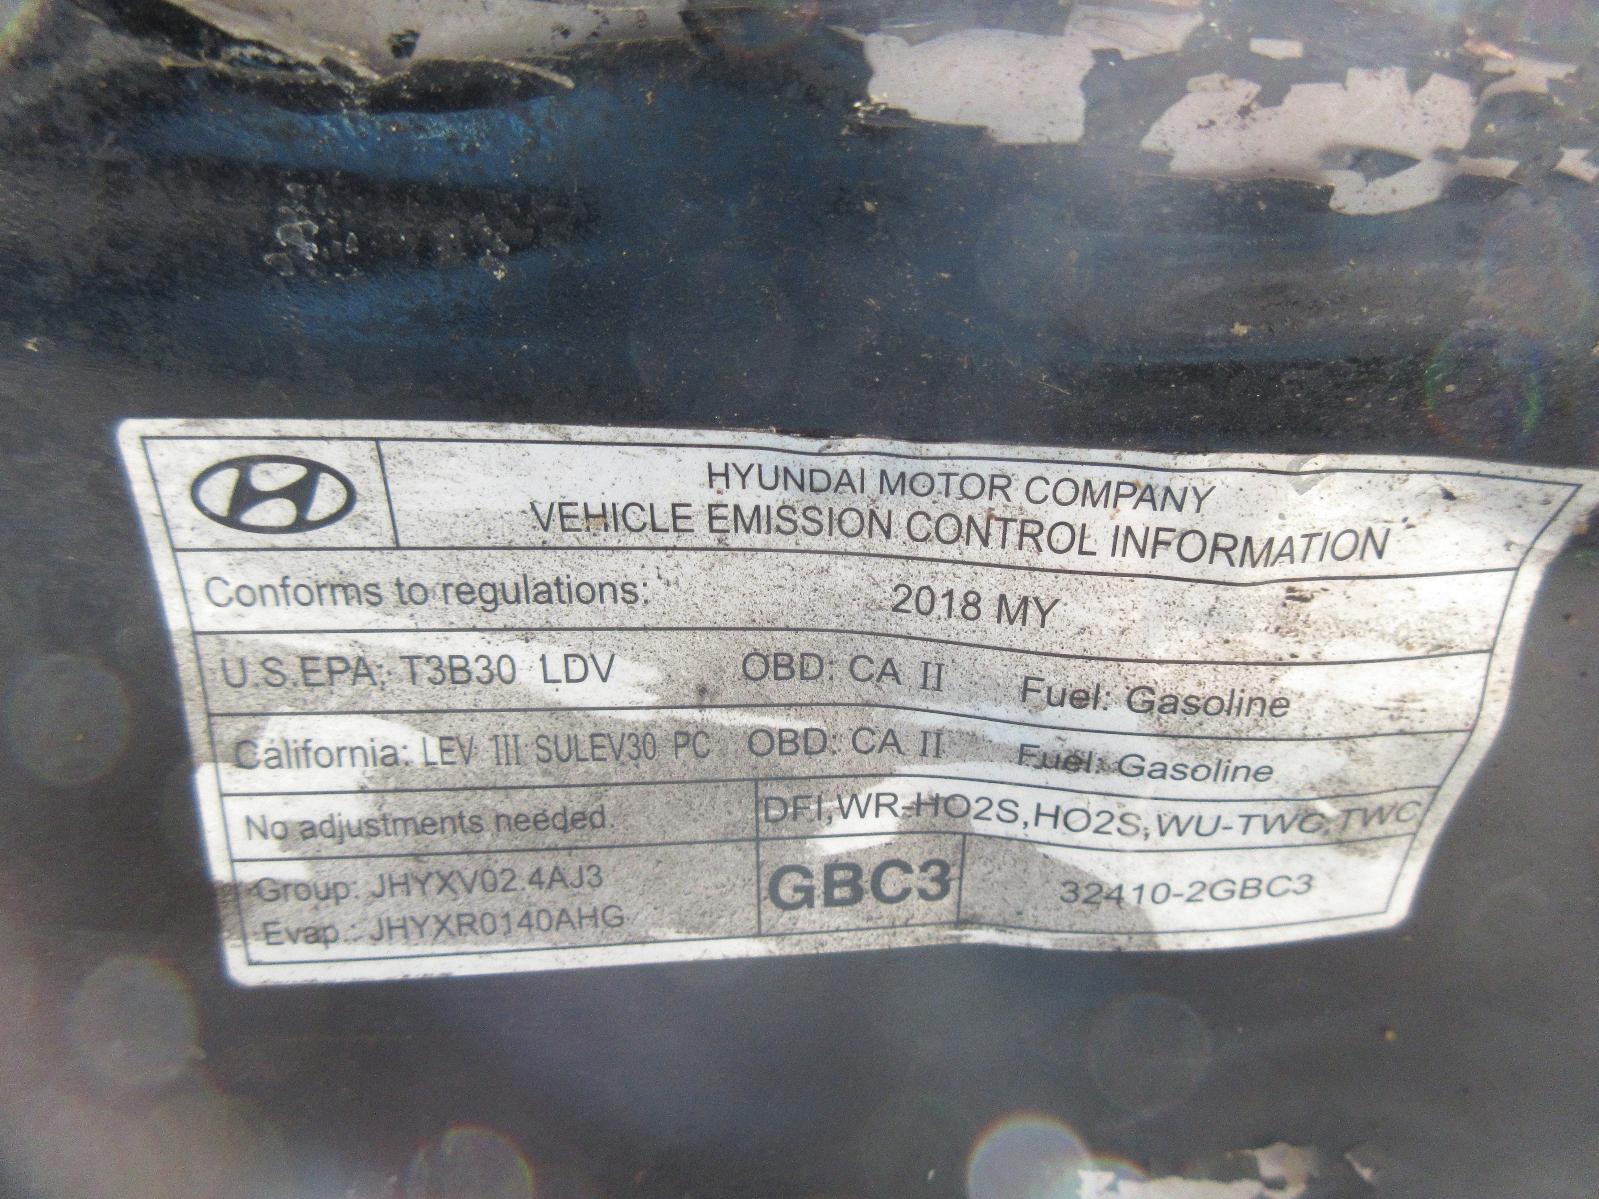 HYUNDAI MOTOR COMPANY
VEHICLE EMISSION CONTROL INFORMATION
Conforms to regulations: 2018 MY
U.S.EPA: T3B30 LDV OBD: CA II Fuel: Gasoline
California: LEV III SULEV30 PC OBD: CA II Fuel: Gasoline
No adjustments needed. DFI,WR-HO2S,HO2S,WU-TWC,TWC
Group: JHYXV02.4AJ3 GBC3 32410-2GBC3
Evap.: JHYXR0140AHG